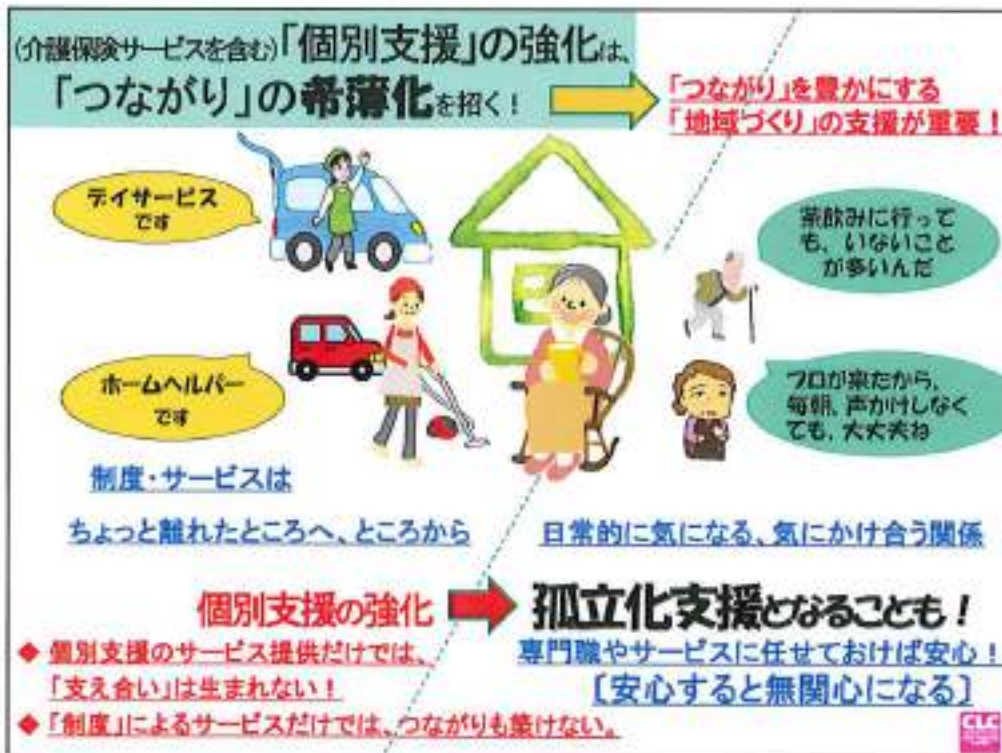 (介護保険サービスを含む)「個別支援」の強化は、
「つながり」の希薄化を招く!
「つながり」を豊かにする
「地域づくり」の支援が重要!
デイサービス
です
茶飲みに行って
も、いないこと
が多いんだ
ホームヘルパー
です
プロが来たから、
毎朝、声かけしなく
ても、大丈夫ね
制度・サービスは
ちょっと離れたところへ、ところから
日常的に気になる、気にかけ合う関係
個別支援の強化
孤立化支援となることも!
◆ 個別支援のサービス提供だけでは、
「支え合い」は生まれない!
◆ 「制度」によるサービスだけでは、つながりも築けない。
専門職やサービスに任せておけば安心!
〔安心すると無関心になる〕
CLC